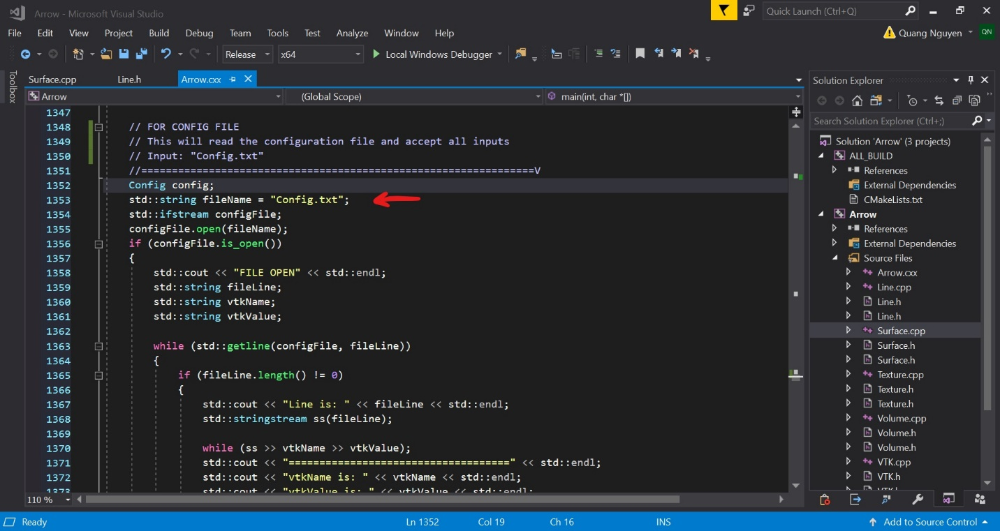 Arrow - Microsoft Visual Studio
Quick Launch (Ctrl+Q)
File Edit View Project Build Debug Team Tools Test Analyze Window Help
Quang Nguyen QN
Release x64 Local Windows Debugger
Toolbox
Surface.cpp Line.h Arrow.cxx
Arrow (Global Scope) main(int, char *[])
1347
1348 // FOR CONFIG FILE
1349 // This will read the configuration file and accept all inputs
1350 // Input: "Config.txt"
1351 //================================================================V
1352 Config config;
1353 std::string fileName = "Config.txt";
1354 std::ifstream configFile;
1355 configFile.open(fileName);
1356 if (configFile.is_open())
1357 {
1358 std::cout << "FILE OPEN" << std::endl;
1359 std::string fileLine;
1360 std::string vtkName;
1361 std::string vtkValue;
1362
1363 while (std::getline(configFile, fileLine))
1364 {
1365 if (fileLine.length() != 0)
1366 {
1367 std::cout << "Line is: " << fileLine << std::endl;
1368 std::stringstream ss(fileLine);
1369
1370 while (ss >> vtkName >> vtkValue);
1371 std::cout << "====================================" << std::endl;
1372 std::cout << "vtkName is: " << vtkName << std::endl;
1373 std::cout << "vtkValue is: " << vtkValue << std::endl;
110 %
Solution Explorer
Search Solution Explorer (Ctrl+;)
Solution 'Arrow' (3 projects)
ALL_BUILD
References
External Dependencies
CMakeLists.txt
Arrow
References
External Dependencies
Source Files
Arrow.cxx
Line.cpp
Line.h
Line.h
Surface.cpp
Surface.h
Surface.h
Texture.cpp
Texture.h
Texture.h
Volume.cpp
Volume.h
Volume.h
VTK.cpp
VTK.h
VTK.h
Ready Ln 1352 Col 19 Ch 16 INS Add to Source Control